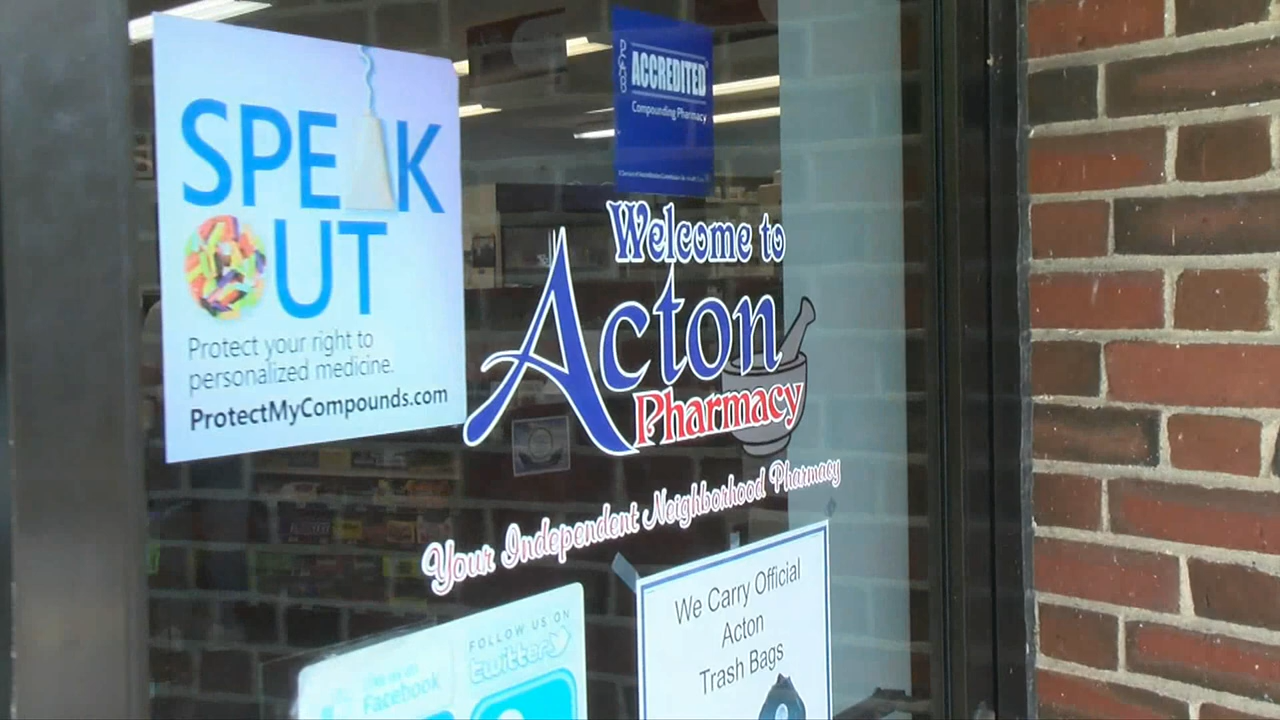 SPEAK
OUT
Protect your right to
personalized medicine.
ProtectMyCompounds.com
ACCREDITED
Compounding Pharmacy
Welcome to
Acton
Pharmacy
Your Independent Neighborhood Pharmacy
Facebook
FOLLOW US ON
twitter
We Carry Official
Acton
Trash Bags